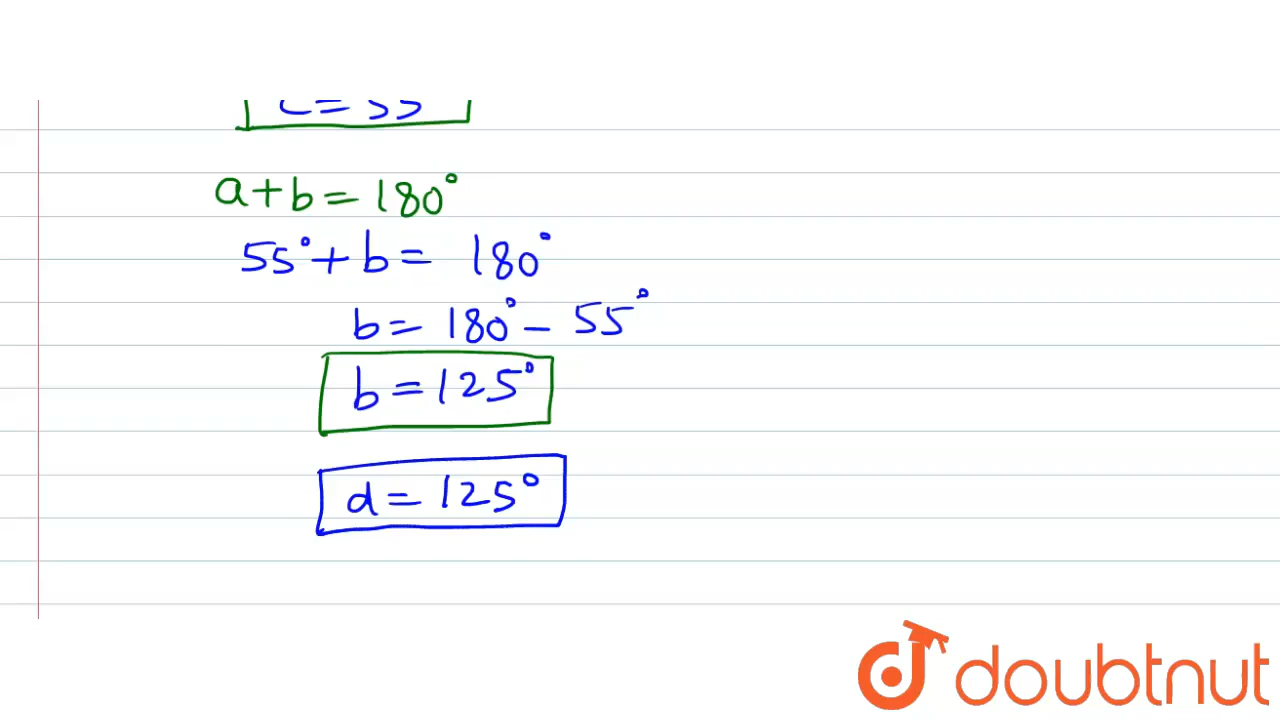 a+b=180°
55°+b= 180°
b=180°- 55°
b=125°
d=125°
doubtnut